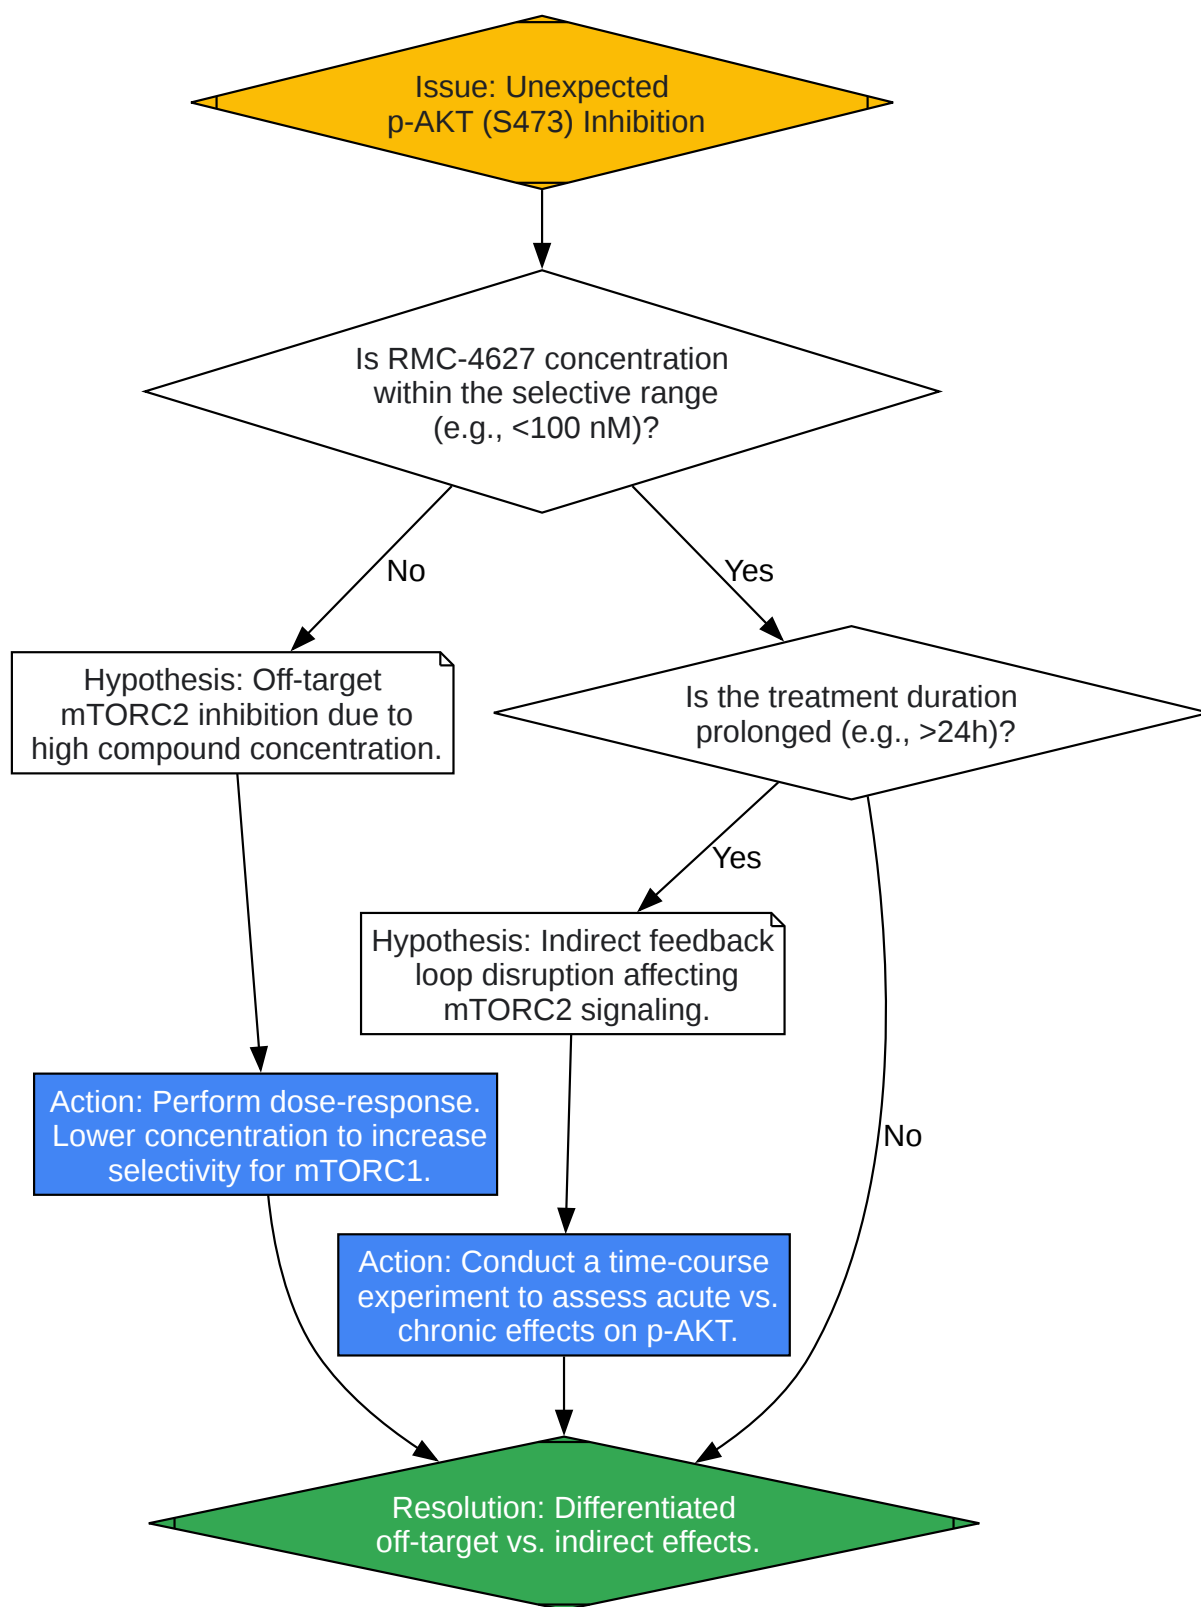 Issue: Unexpected
p-AKT (S473) Inhibition
Is RMC-4627 concentration
within the selective range
(e.g., <100 nM)?
No
Yes
Hypothesis: Off-target
mTORC2 inhibition due to
high compound concentration.
Is the treatment duration
prolonged (e.g., >24h)?
Yes
Hypothesis: Indirect feedback
loop disruption affecting
mTORC2 signaling.
Action: Perform dose-response.
Lower concentration to increase
selectivity for mTORC1.
No
Action: Conduct a time-course
experiment to assess acute vs.
chronic effects on p-AKT.
Resolution: Differentiated
off-target vs. indirect effects.